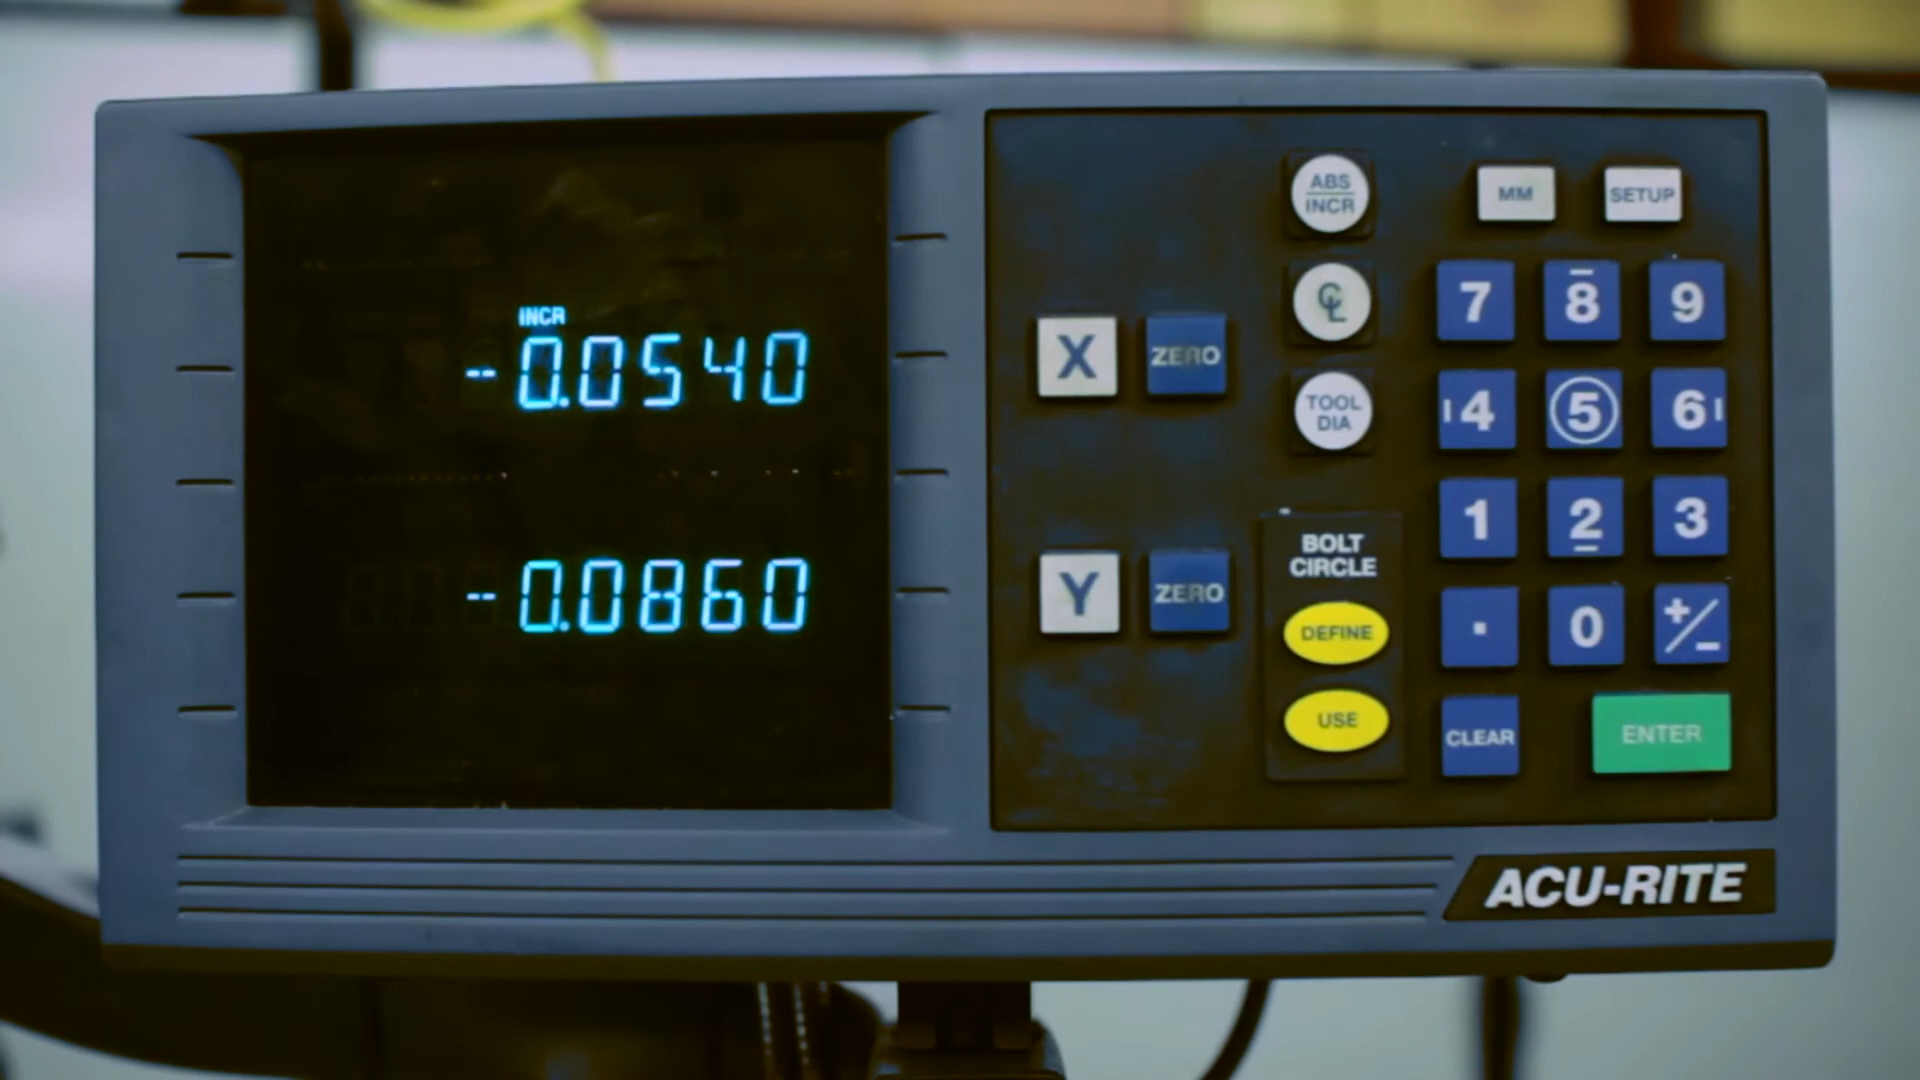 INCR
-0.0540
-0.0860
X ZERO
Y ZERO
ABS
INCR
℄
TOOL
DIA
BOLT
CIRCLE
DEFINE
USE
MM SETUP
7 8 9
4 5 6
1 2 3
. 0 +/-
CLEAR ENTER
ACU-RITE